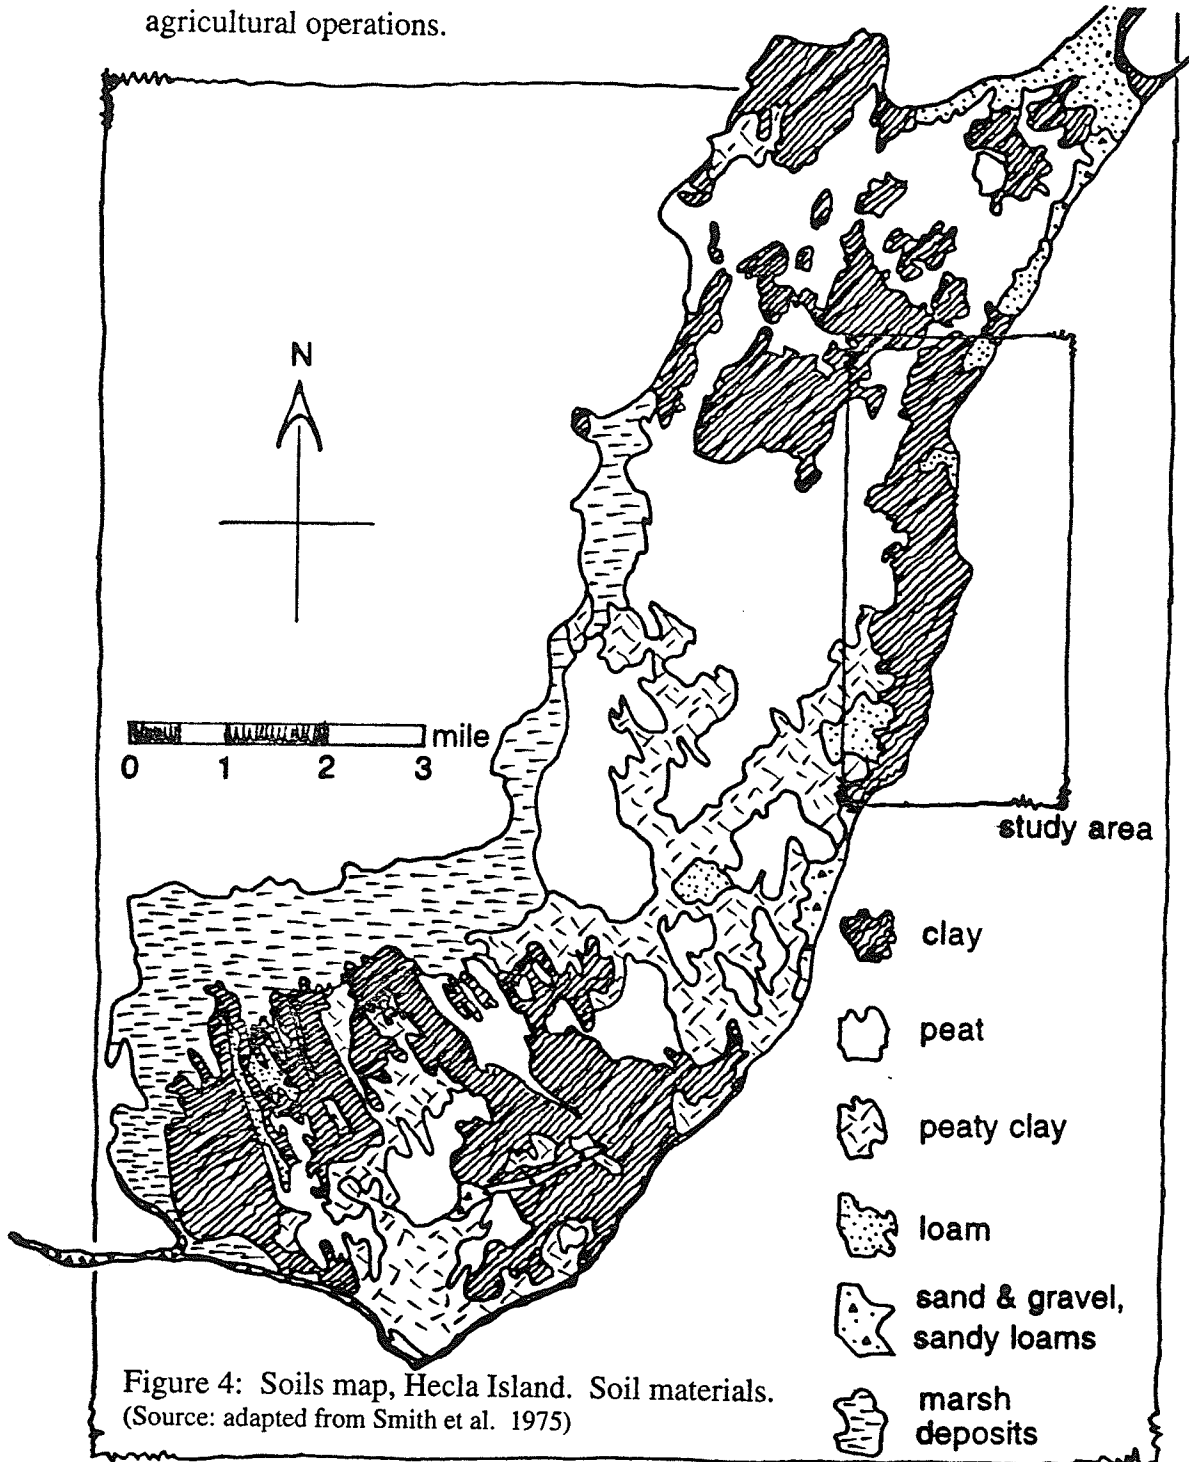 agricultural operations.
N
mile
0 1 2 3
study area
clay
peat
peaty clay
loam
sand & gravel,
sandy loams
marsh
deposits
Figure 4: Soils map, Hecla Island. Soil materials.
(Source: adapted from Smith et al. 1975)